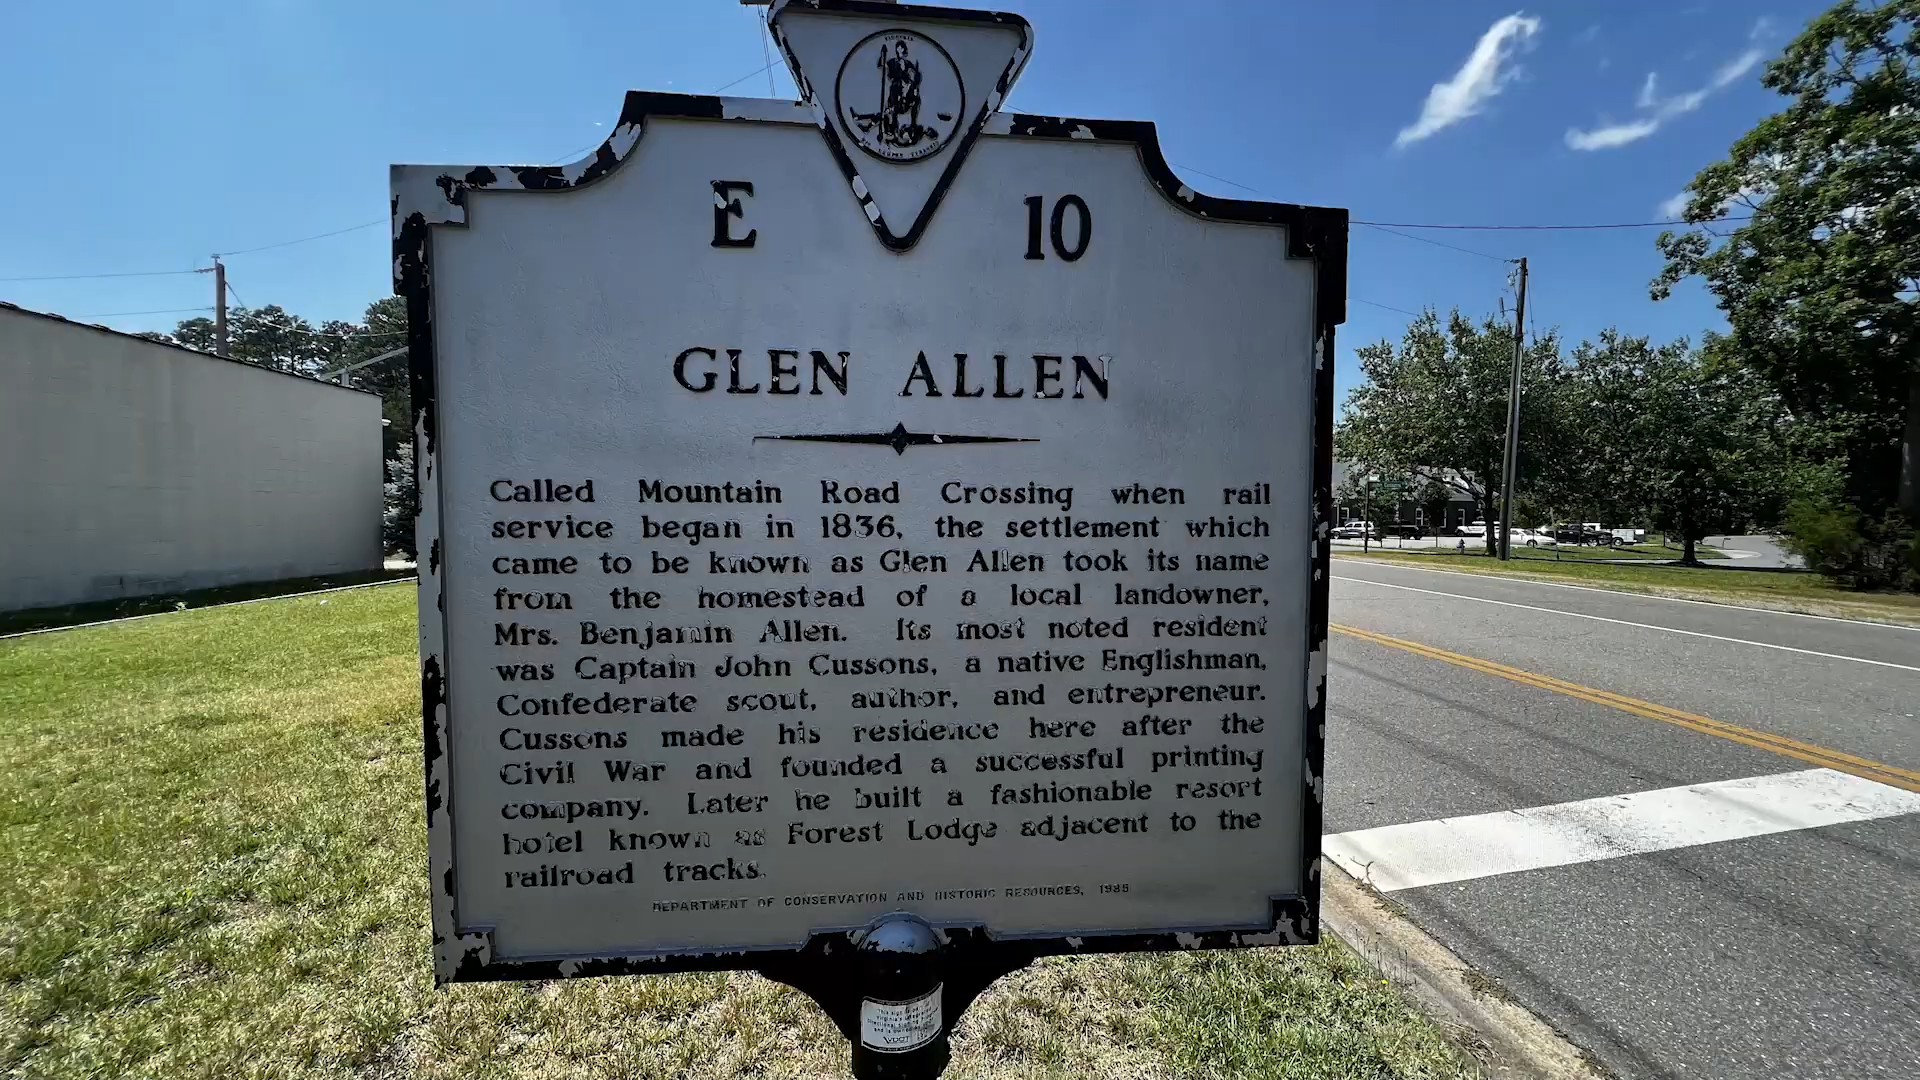 VIRGINIA
E 10
GLEN ALLEN
Called Mountain Road Crossing when rail
service began in 1836, the settlement which
came to be known as Glen Allen took its name
from the homestead of a local landowner,
Mrs. Benjamin Allen. Its most noted resident
was Captain John Cussons, a native Englishman,
Confederate scout, author, and entrepreneur.
Cussons made his residence here after the
Civil War and founded a successful printing
company. Later he built a fashionable resort
hotel known as Forest Lodge adjacent to the
railroad tracks.
DEPARTMENT OF CONSERVATION AND HISTORIC RESOURCES, 1985
VDOT